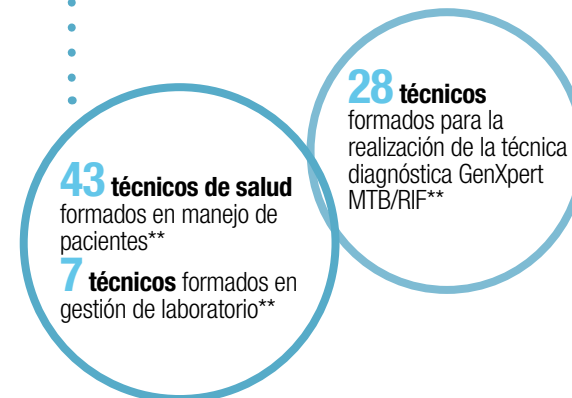 43 técnicos de salud
formados en manejo de
pacientes**
7 técnicos formados en
gestión de laboratorio**
28 técnicos
formados para la
realización de la técnica
diagnóstica GenXpert
MTB/RIF**